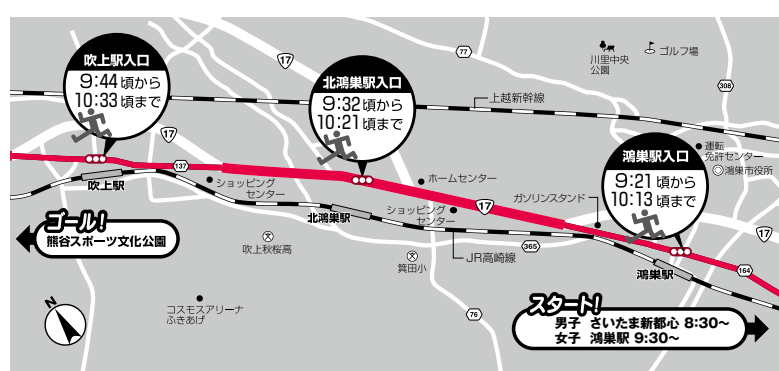 吹上駅入口
9:44頃から
10:33頃まで
17
北鴻巣駅入口
9:32頃から
10:21頃まで
77
川里中央
公園
ゴルフ場
308
上越新幹線
17
137
吹上駅
ショッピング
センター
ホームセンター
ショッピング
センター
17
ガソリンスタンド
鴻巣駅入口
9:21頃から
10:13頃まで
運転
免許センター
鴻巣市役所
17
北鴻巣駅
ゴール!
熊谷スポーツ文化公園
文
吹上秋桜高
文
箕田小
JR高崎線
365
鴻巣駅
164
N
コスモスアリーナ
ふきあげ
76
スタート!
男子 さいたま新都心 8:30〜
女子 鴻巣駅 9:30〜